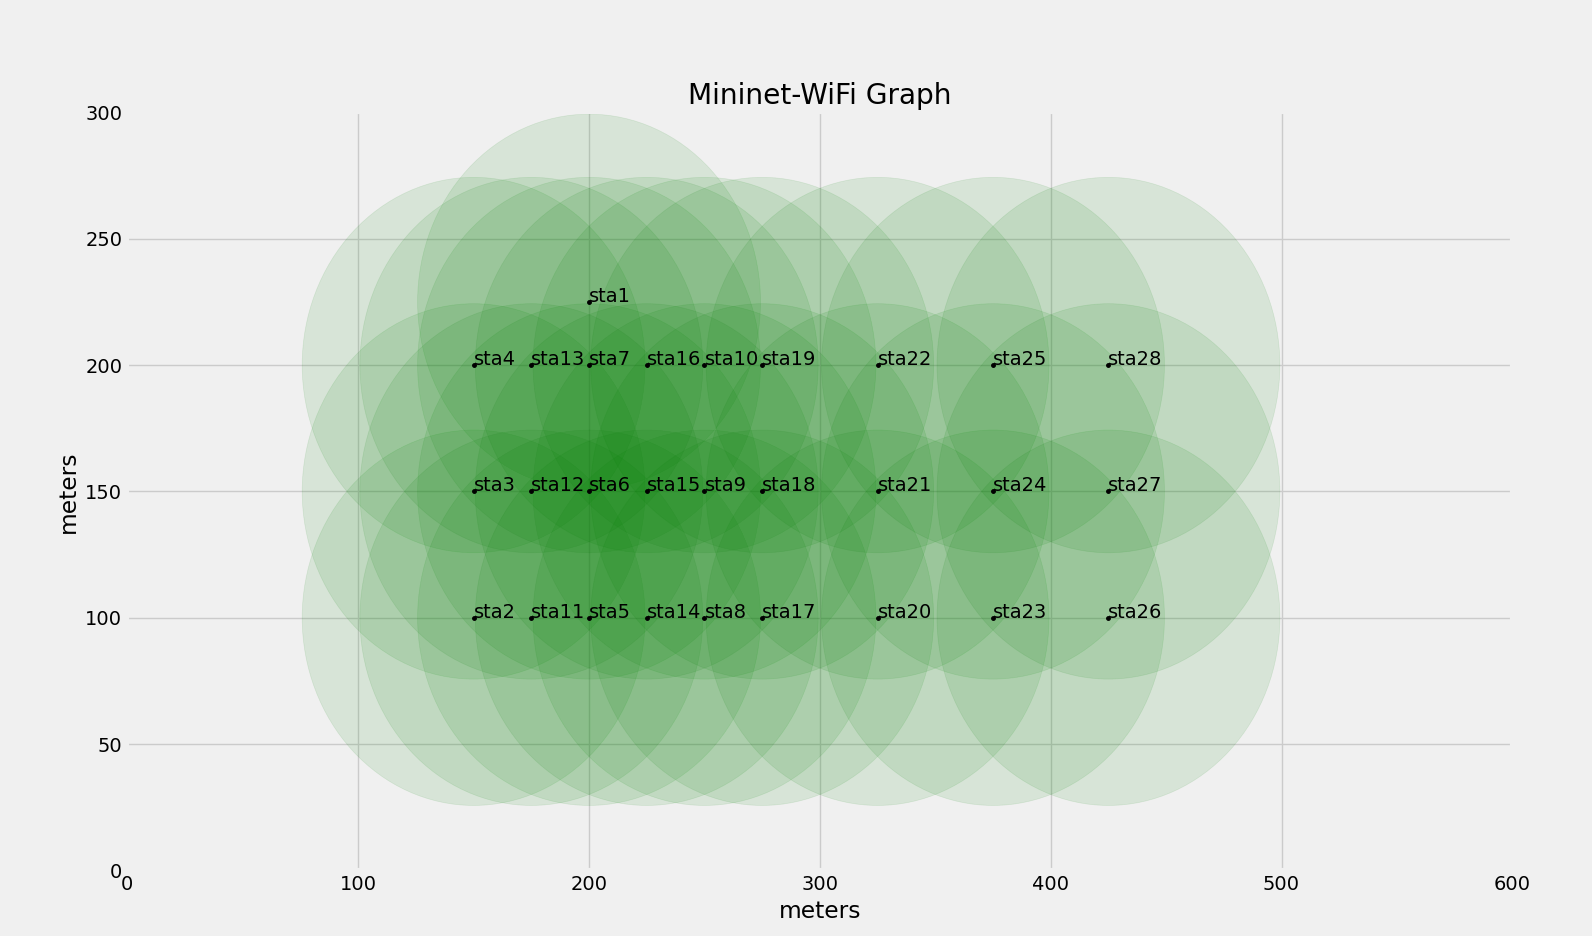 Mininet-WiFi Graph
300
250
sta1
200
sta4 sta13 sta7 sta16 sta10 sta19 sta22 sta25 sta28
150
sta3 sta12 sta6 sta15 sta9 sta18 sta21 sta24 sta27
meters
100
sta2 sta11 sta5 sta14 sta8 sta17 sta20 sta23 sta26
50
0
0 100 200 300 400 500 600
meters